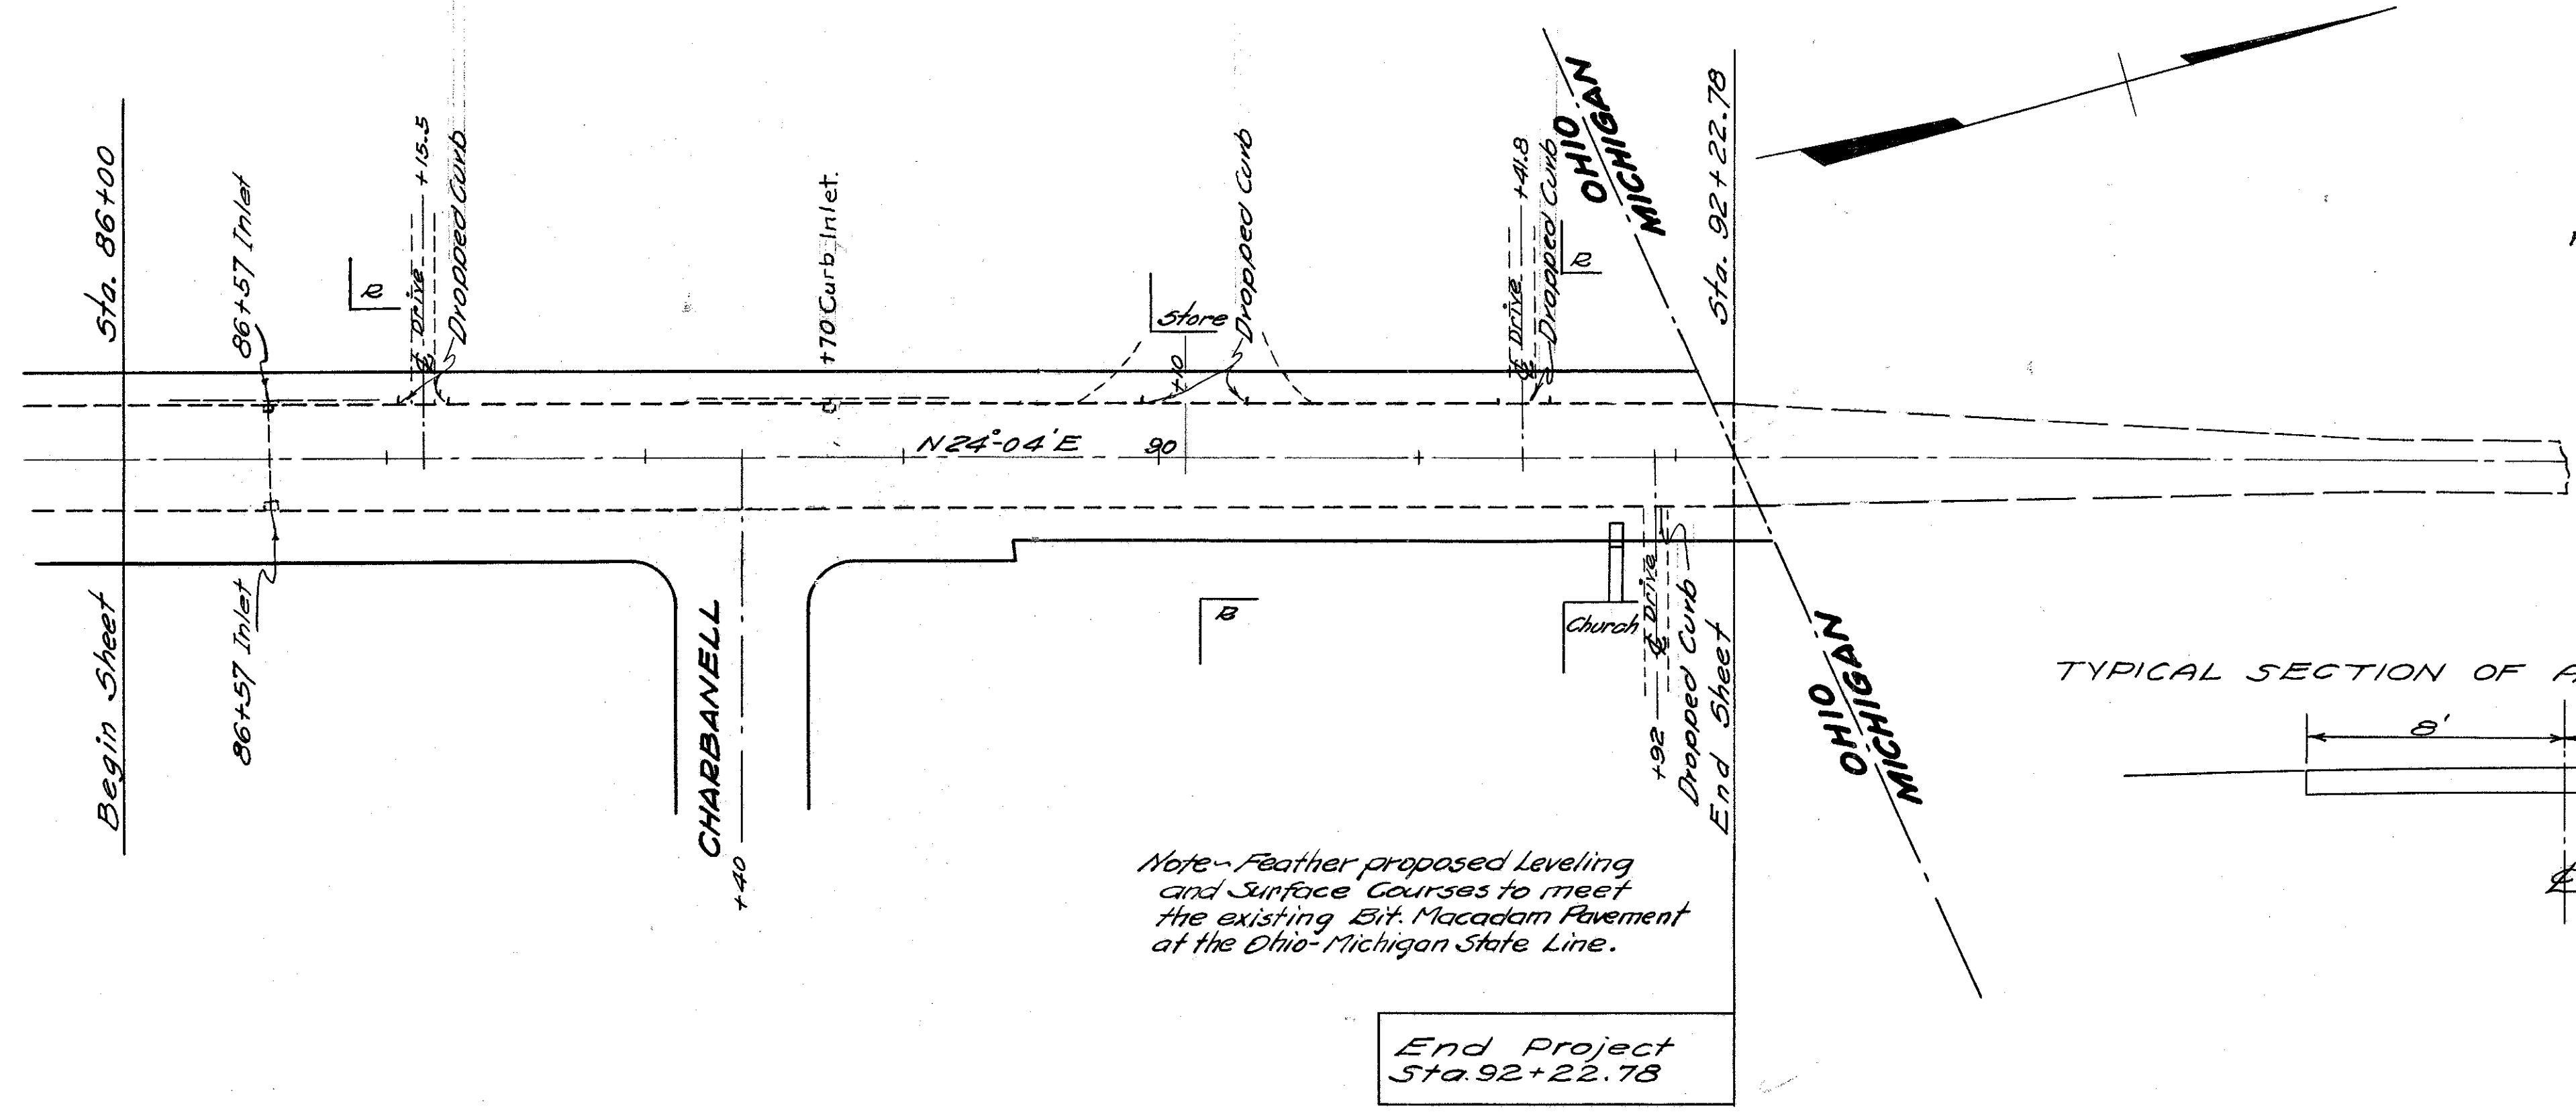 Sta. 86+00
Begin Sheet
86+57 Inlet
86+57 Inlet
R
℄ Drive +15.5
Dropped Curb
+70 Curb Inlet.
CHARBANELL
+40
N24°-04'E
90
Store
+10
Dropped Curb
R
℄ Drive +41.8
Dropped Curb
R
Church
+92 ℄ Drive
Dropped Curb
OHIO
MICHIGAN
Sta. 92+22.78
End Sheet
OHIO
MICHIGAN
TYPICAL SECTION OF
8'
℄
Note~ Feather proposed Leveling
and Surface Courses to meet
the existing Bit. Macadam Pavement
at the Ohio-Michigan State Line.
End Project
Sta. 92+22.78